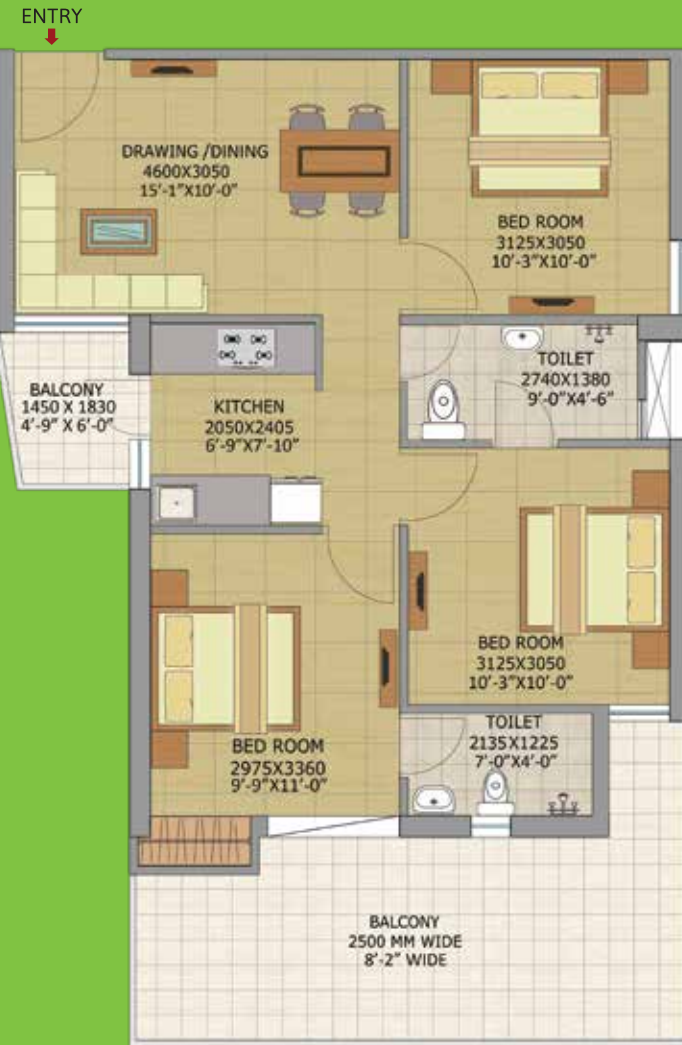 ENTRY
DRAWING /DINING
4600X3050
15'-1"X10'-0"
BED ROOM
3125X3050
10'-3"X10'-0"
BALCONY
1450 X 1830
4'-9" X 6'-0"
KITCHEN
2050X2405
6'-9"X7'-10"
TOILET
2740X1380
9'-0"X4'-6"
BED ROOM
3125X3050
10'-3"X10'-0"
BED ROOM
2975X3360
9'-9"X11'-0"
TOILET
2135X1225
7'-0"X4'-0"
BALCONY
2500 MM WIDE
8'-2" WIDE